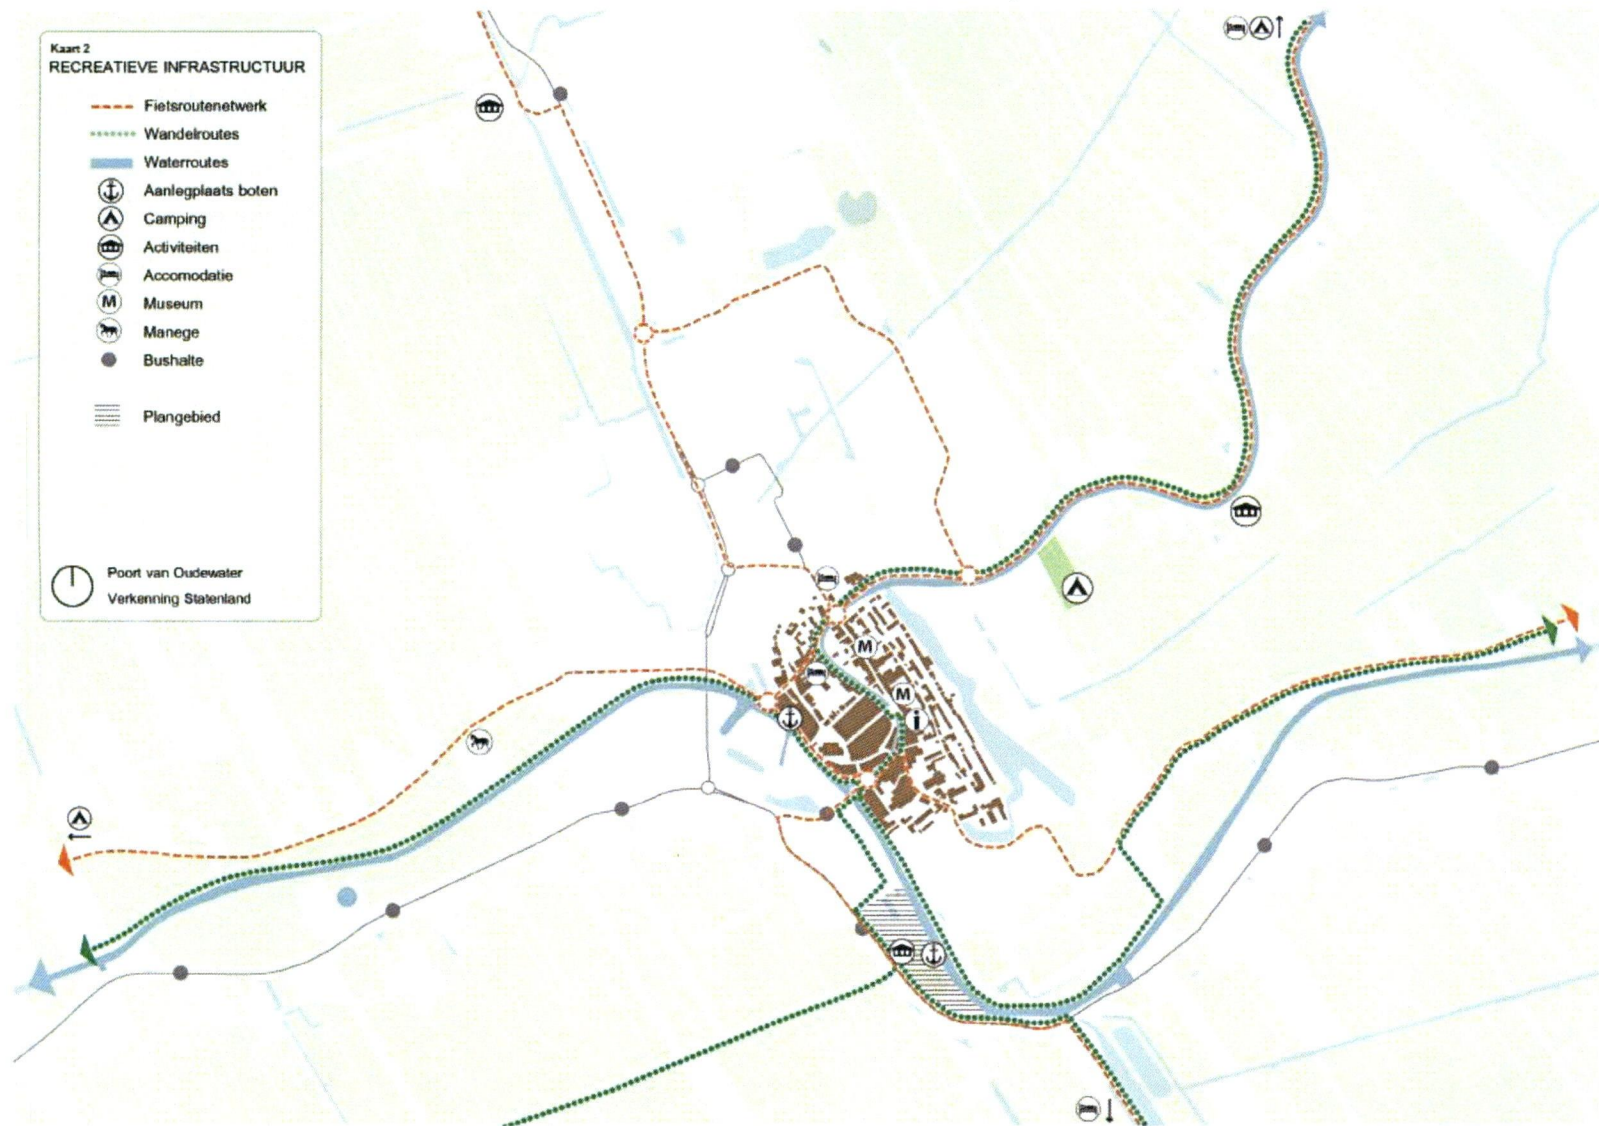 Kaart 2
RECREATIEVE INFRASTRUCTUUR
Fietsroutenetwerk
Wandelroutes
Waterroutes
Aanlegplaats boten
Camping
Activiteiten
Accomodatie
M Museum
Manege
Bushalte
Plangebied
Poort van Oudewater
Verkenning Statenland
M
M
i